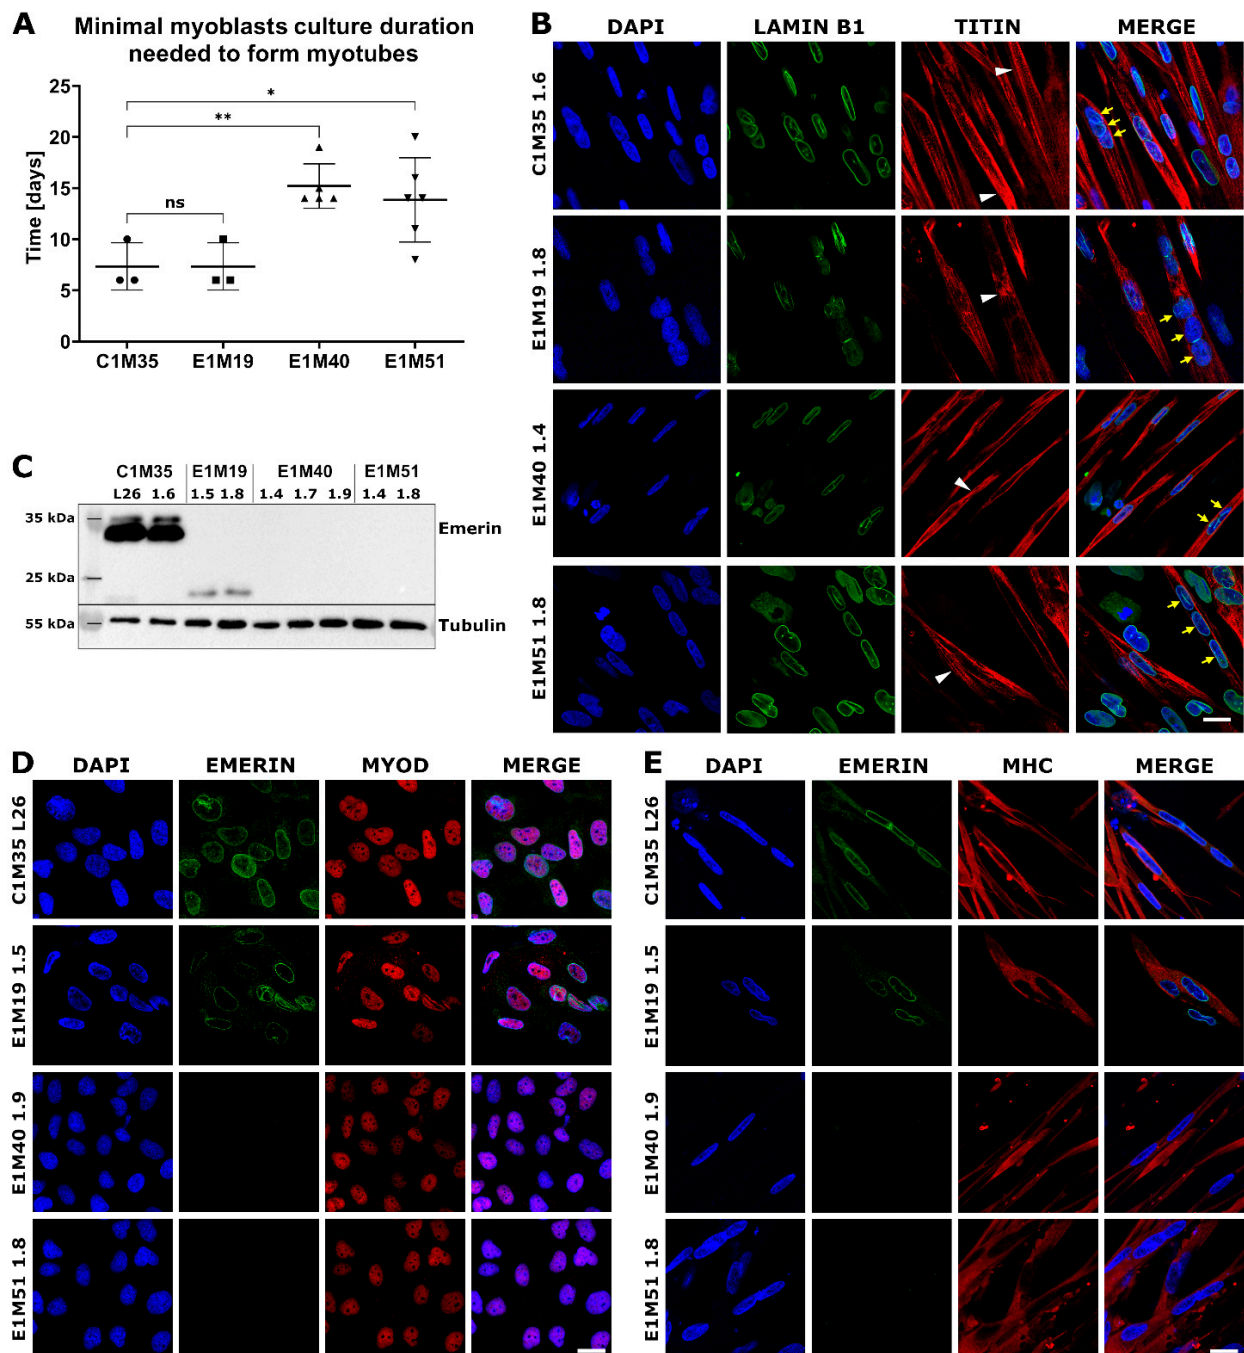 A
Minimal myoblasts culture duration
needed to form myotubes
25
20
15
10
5
0
Time [days]
*
**
ns
C1M35 E1M19 E1M40 E1M51
B
DAPI LAMIN B1 TITIN MERGE
C1M35 1.6
E1M19 1.8
E1M40 1.4
E1M51 1.8
C
C1M35 E1M19 E1M40 E1M51
L26 1.6 1.5 1.8 1.4 1.7 1.9 1.4 1.8
35 kDa
Emerin
25 kDa
55 kDa
Tubulin
D
DAPI EMERIN MYOD MERGE
C1M35 L26
E1M19 1.5
E1M40 1.9
E1M51 1.8
E
DAPI EMERIN MHC MERGE
C1M35 L26
E1M19 1.5
E1M40 1.9
E1M51 1.8